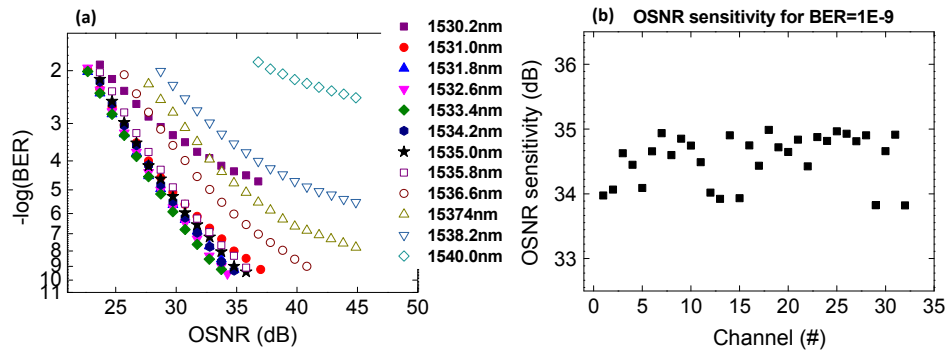 (a)
-log(BER)
2
3
4
5
6
7
8
9
10
11
25
30
35
40
45
50
OSNR (dB)
1530.2nm
1531.0nm
1531.8nm
1532.6nm
1533.4nm
1534.2nm
1535.0nm
1535.8nm
1536.6nm
15374nm
1538.2nm
1540.0nm
(b)
OSNR sensitivity for BER=1E-9
OSNR sensitivity (dB)
36
35
34
33
0
5
10
15
20
25
30
35
Channel (#)